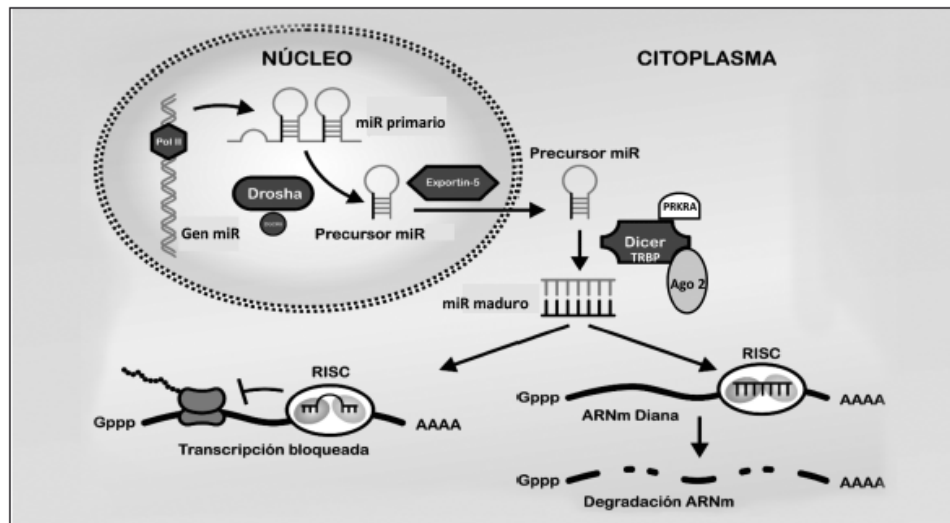 NÚCLEO
CITOPLASMA
Pol II
miR primario
Gen miR
Drosha
Precursor miR
Exportin-5
Precursor miR
PRKRA
Dicer
TRBP
Ago 2
miR maduro
RISC
Gppp
AAAA
Transcripción bloqueada
RISC
Gppp
ARNm Diana
AAAA
Gppp
AAAA
Degradación ARNm